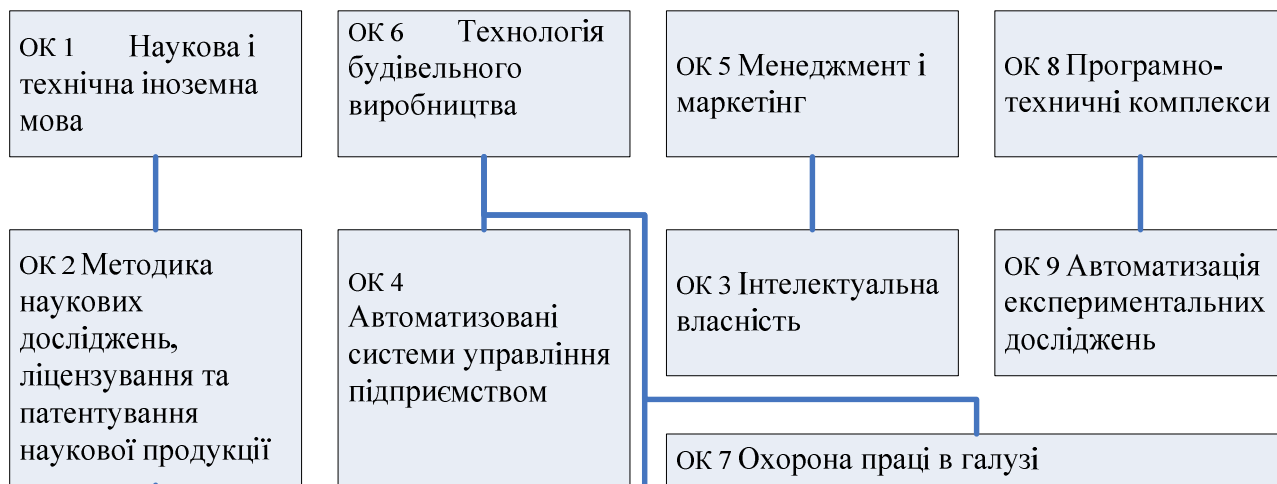 ОК 1 Наукова і
технічна іноземна
мова
ОК 6 Технологія
будівельного
виробництва
ОК 5 Менеджмент і
маркетінг
ОК 8 Програмно-
техничні комплекси
ОК 2 Методика
наукових
досліджень,
ліцензування та
патентування
наукової продукції
ОК 4
Автоматизовані
системи управління
підприємством
ОК 3 Інтелектуальна
власність
ОК 9 Автоматизація
експериментальних
досліджень
ОК 7 Охорона праці в галузі